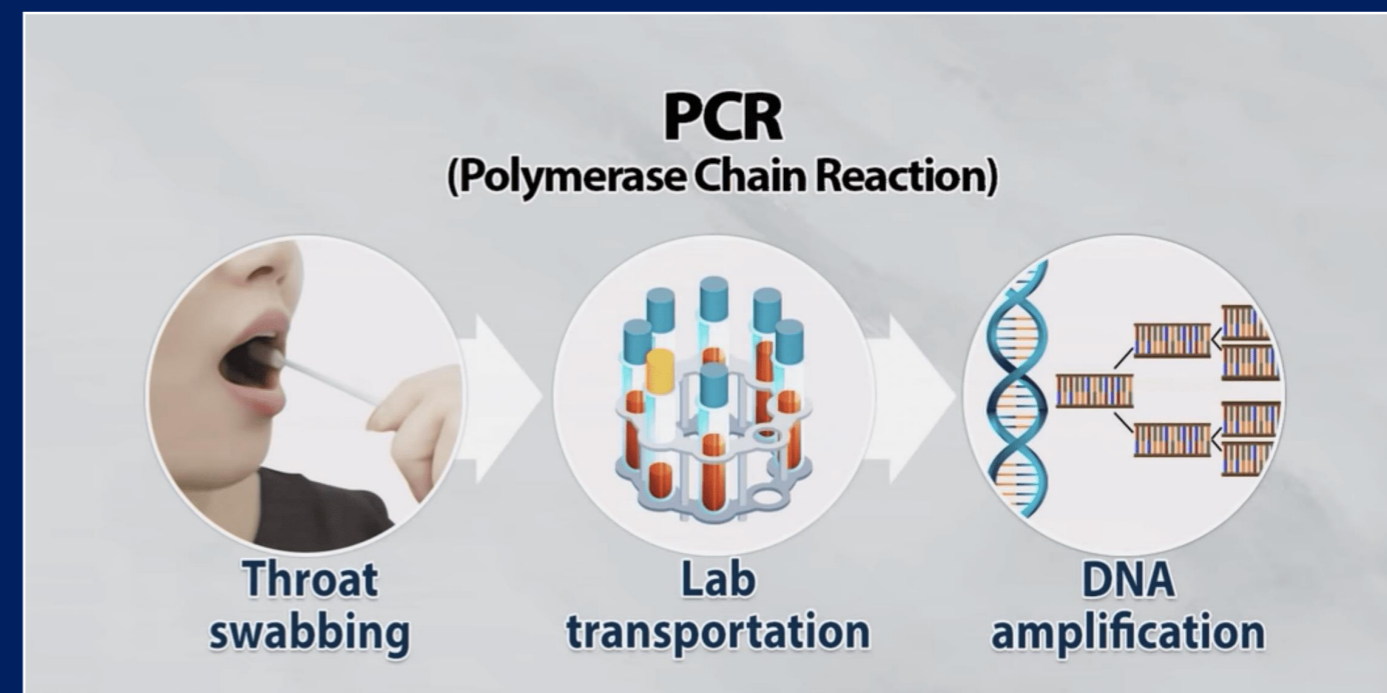 PCR
(Polymerase Chain Reaction)
Throat
swabbing
Lab
transportation
DNA
amplification